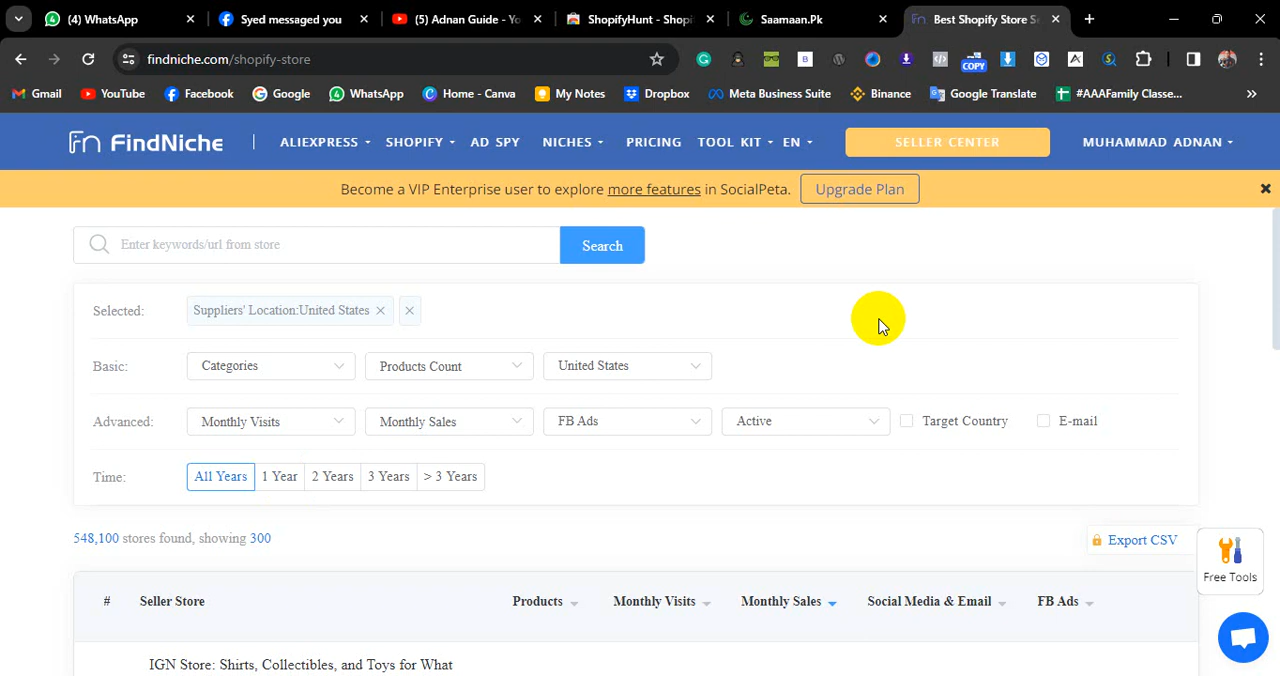 (4) WhatsApp
Syed messaged you
(5) Adnan Guide - Yo
ShopifyHunt - Shopi
Saamaan.Pk
Best Shopify Store Se
findniche.com/shopify-store
COPY
Gmail
YouTube
Facebook
Google
WhatsApp
Home - Canva
My Notes
Dropbox
Meta Business Suite
Binance
Google Translate
#AAAFamily Classe...
FindNiche
ALIEXPRESS
SHOPIFY
AD SPY
NICHES
PRICING
TOOL KIT
EN
SELLER CENTER
MUHAMMAD ADNAN
Become a VIP Enterprise user to explore more features in SocialPeta.
Upgrade Plan
Enter keywords/url from store
Search
Selected:
Suppliers' Location:United States
Basic:
Categories
Products Count
United States
Advanced:
Monthly Visits
Monthly Sales
FB Ads
Active
Target Country
E-mail
Time:
All Years
1 Year
2 Years
3 Years
> 3 Years
548,100 stores found, showing 300
Export CSV
Free Tools
#
Seller Store
Products
Monthly Visits
Monthly Sales
Social Media & Email
FB Ads
IGN Store: Shirts, Collectibles, and Toys for What